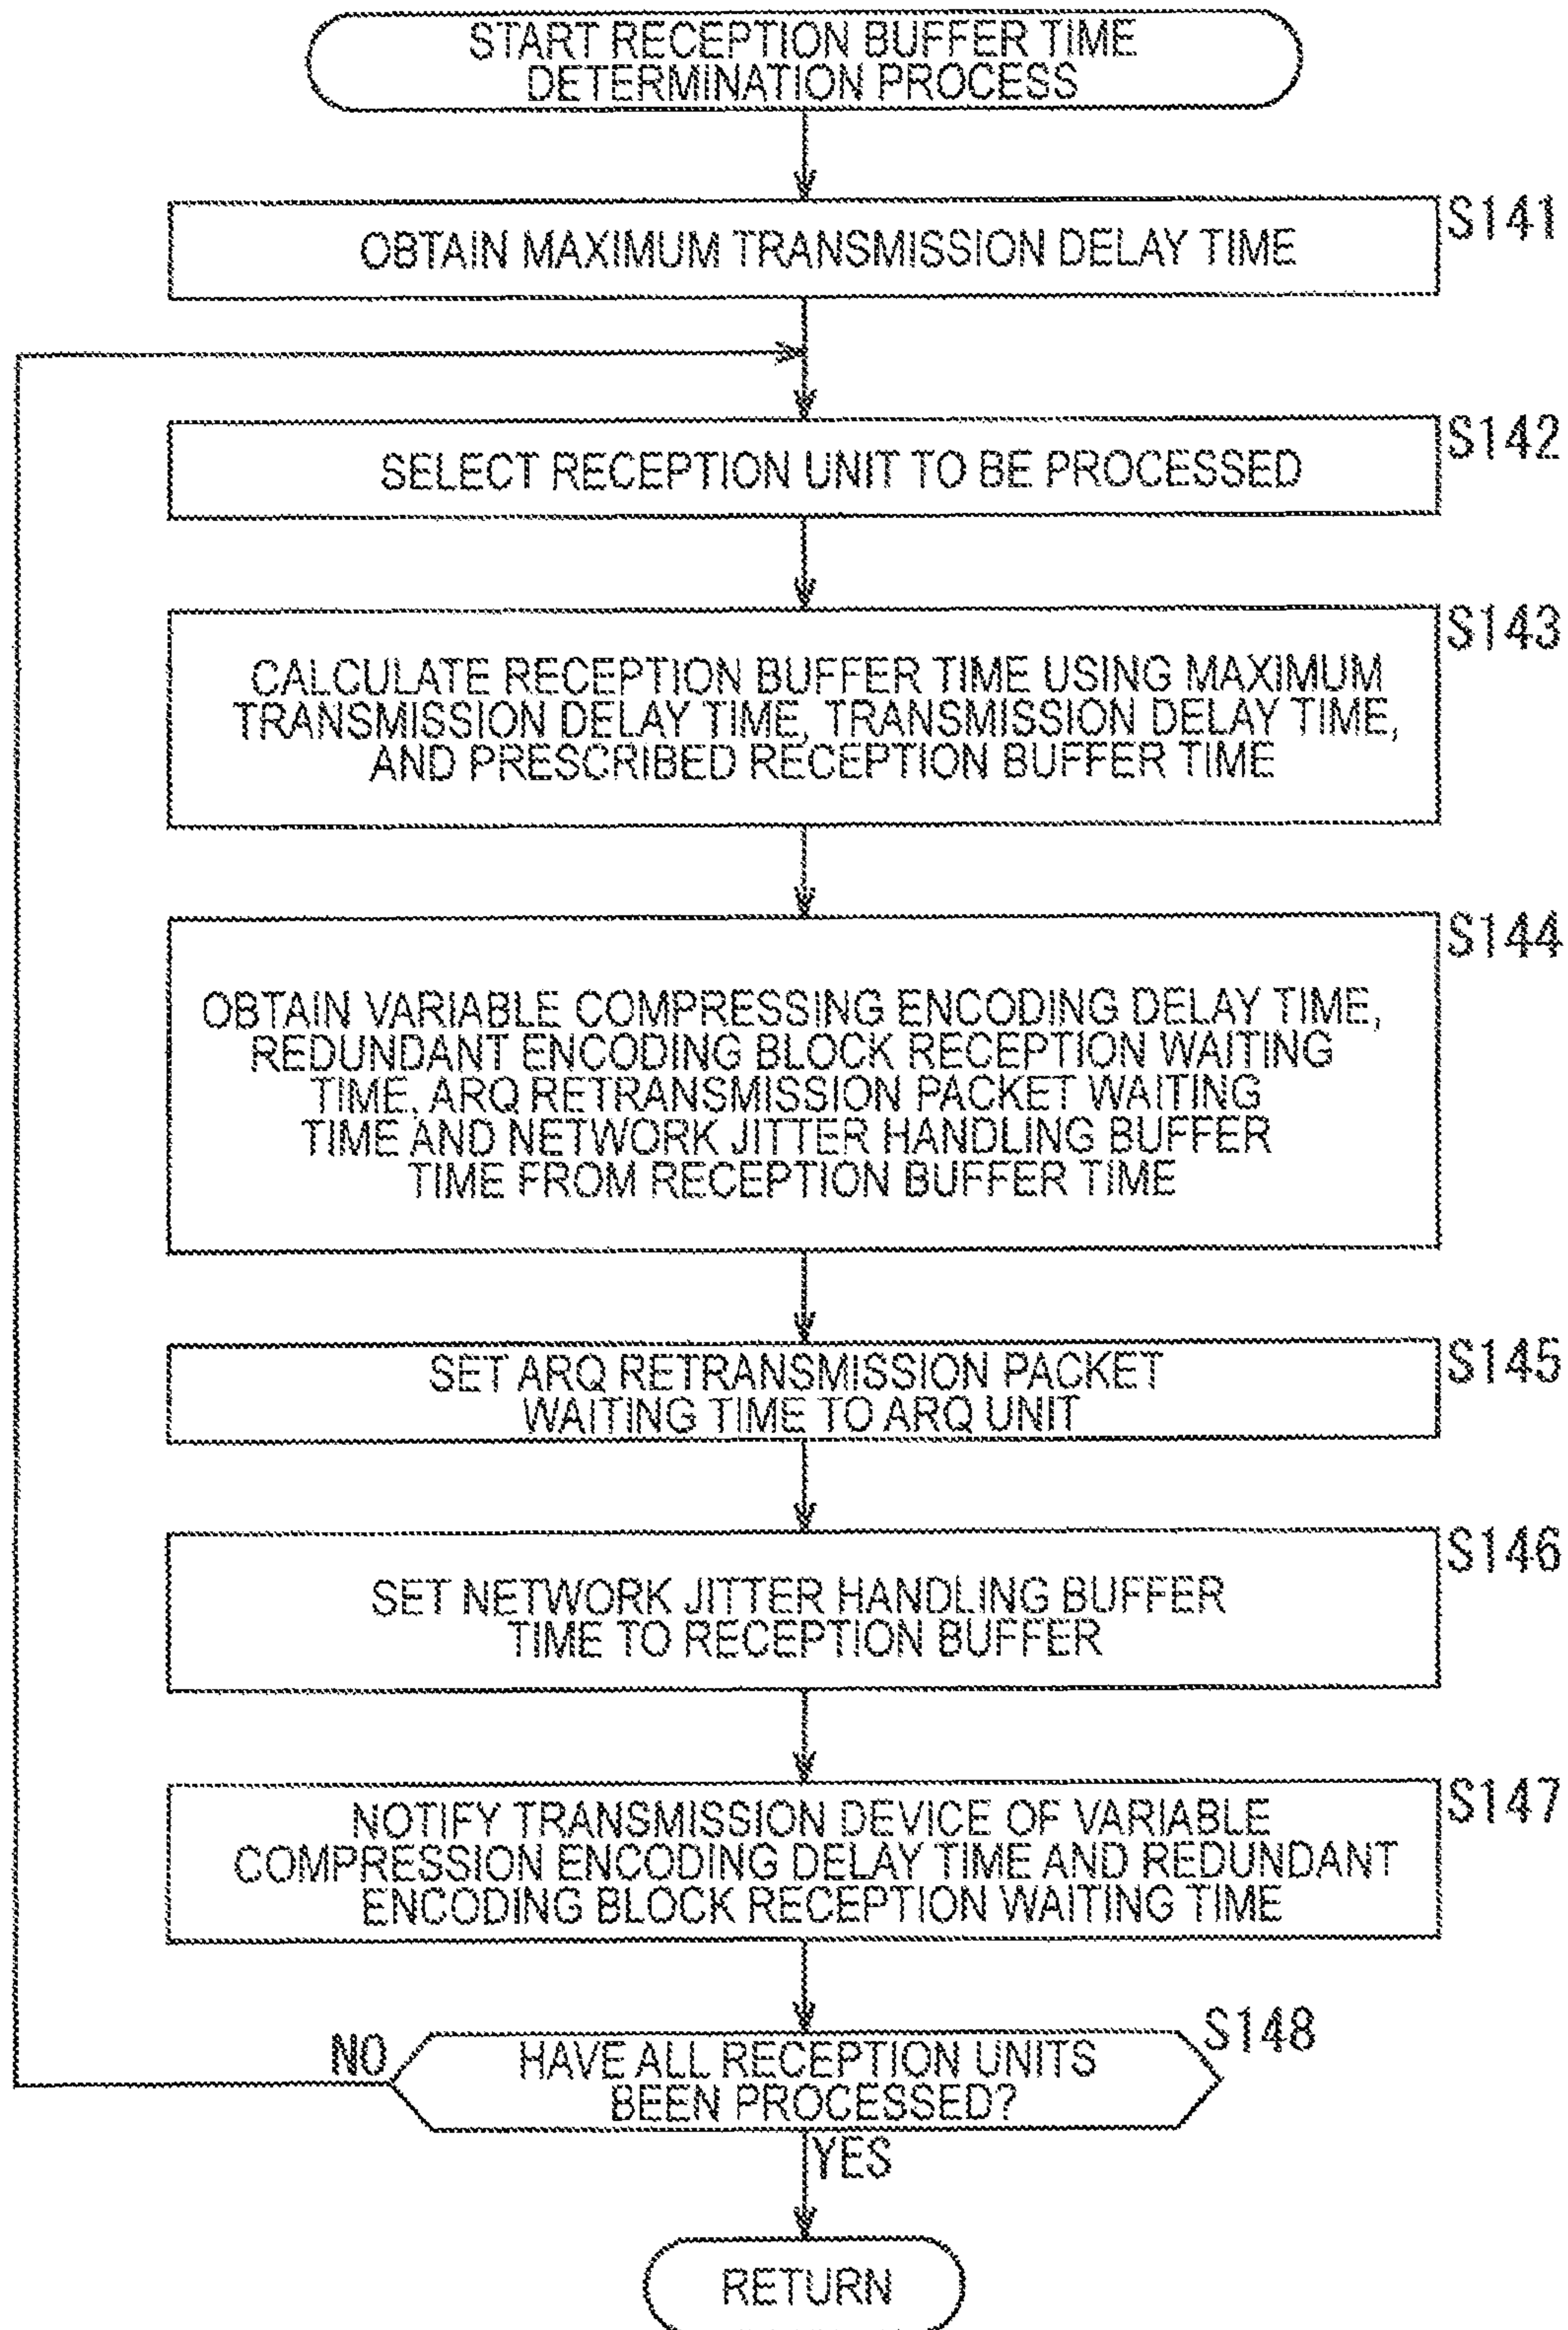 START RECEPTION BUFFER TIME
DETERMINATION PROCESS
S141
OBTAIN MAXIMUM TRANSMISSION DELAY TIME
S142
SELECT RECEPTION UNIT TO BE PROCESSED
S143
CALCULATE RECEPTION BUFFER TIME USING MAXIMUM
TRANSMISSION DELAY TIME, TRANSMISSION DELAY TIME,
AND PRESCRIBED RECEPTION BUFFER TIME
S144
OBTAIN VARIABLE COMPRESSING ENCODING DELAY TIME,
REDUNDANT ENCODING BLOCK RECEPTION WAITING
TIME, ARQ RETRANSMISSION PACKET WAITING
TIME AND NETWORK JITTER HANDLING BUFFER
TIME FROM RECEPTION BUFFER TIME
S145
SET ARQ RETRANSMISSION PACKET
WAITING TIME TO ARQ UNIT
S146
SET NETWORK JITTER HANDLING BUFFER
TIME TO RECEPTION BUFFER
S147
NOTIFY TRANSMISSION DEVICE OF VARIABLE
COMPRESSION ENCODING DELAY TIME AND REDUNDANT
ENCODING BLOCK RECEPTION WAITING TIME
S148
NO
HAVE ALL RECEPTION UNITS
BEEN PROCESSED?
YES
RETURN